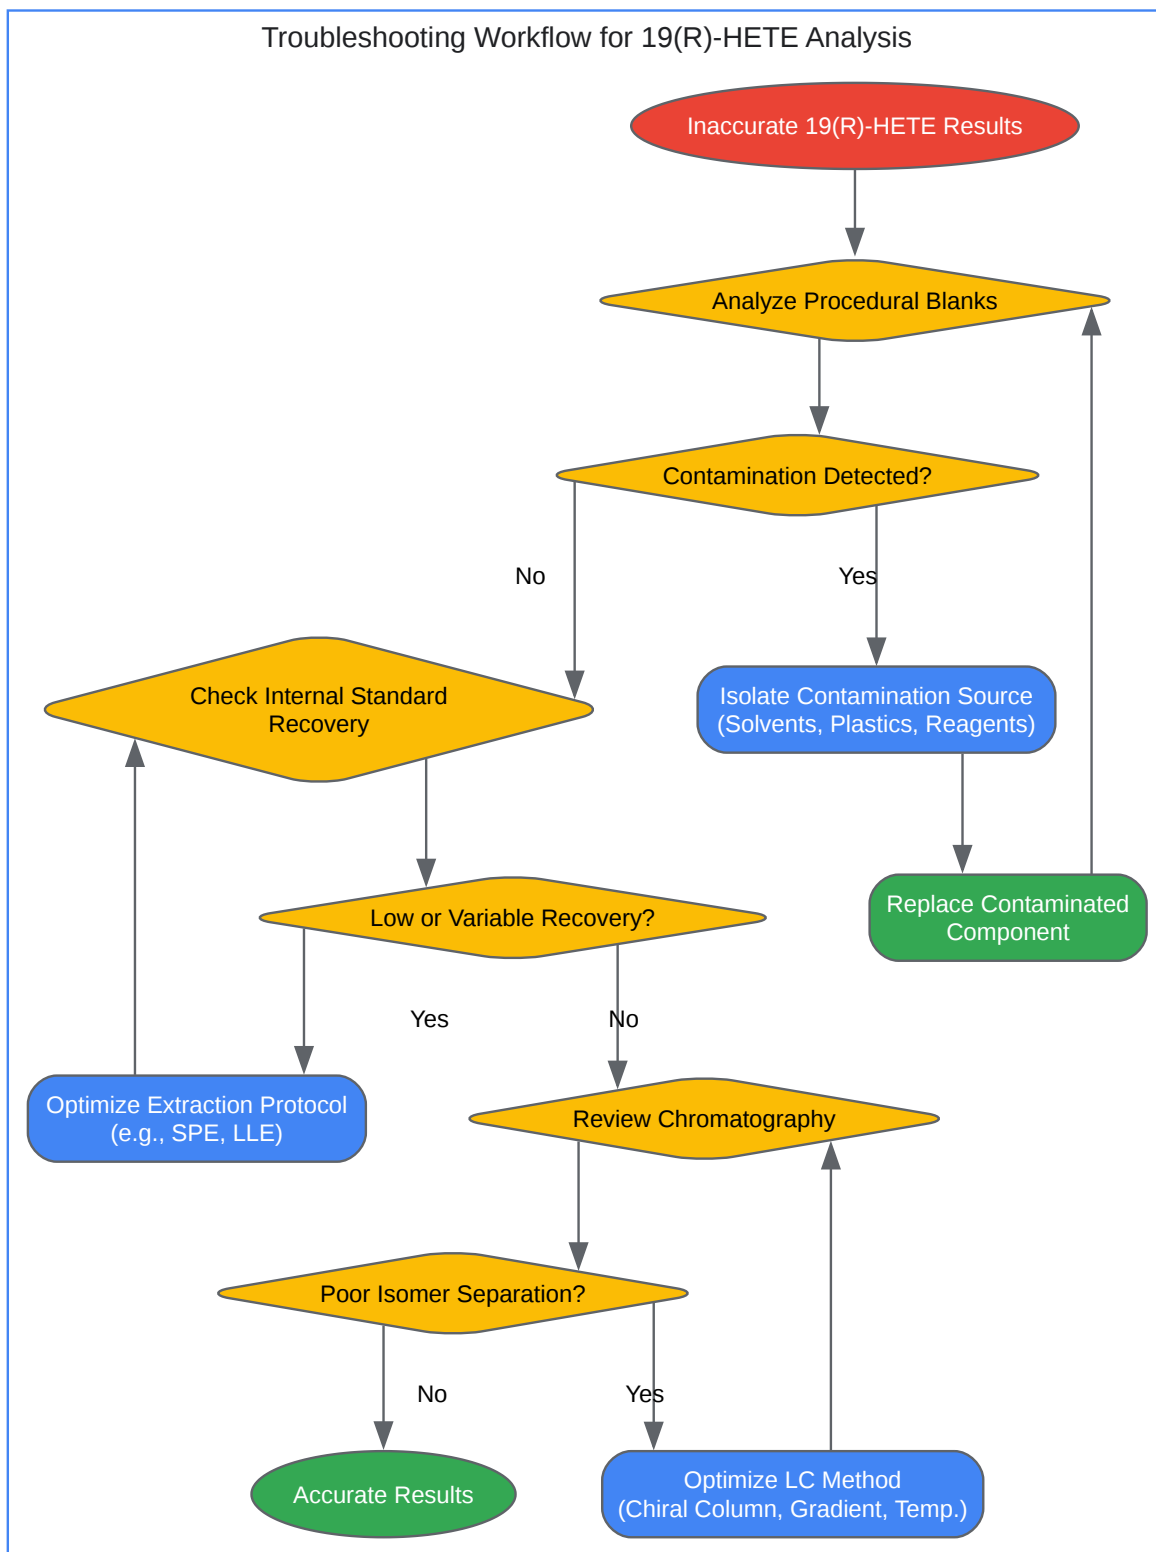 Troubleshooting Workflow for 19(R)-HETE Analysis
Inaccurate 19(R)-HETE Results
Analyze Procedural Blanks
Contamination Detected?
No
Yes
Check Internal Standard
Recovery
Isolate Contamination Source
(Solvents, Plastics, Reagents)
Replace Contaminated
Component
Low or Variable Recovery?
Yes
No
Optimize Extraction Protocol
(e.g., SPE, LLE)
Review Chromatography
Poor Isomer Separation?
No
Yes
Accurate Results
Optimize LC Method
(Chiral Column, Gradient, Temp.)